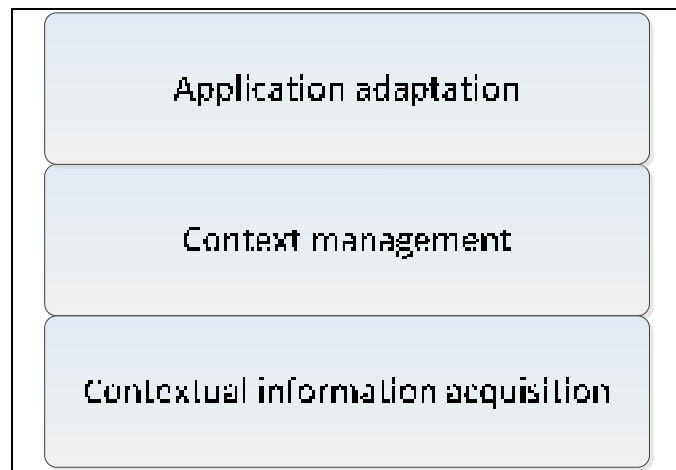 Application adaptation
Context management
Contextual information acquisition